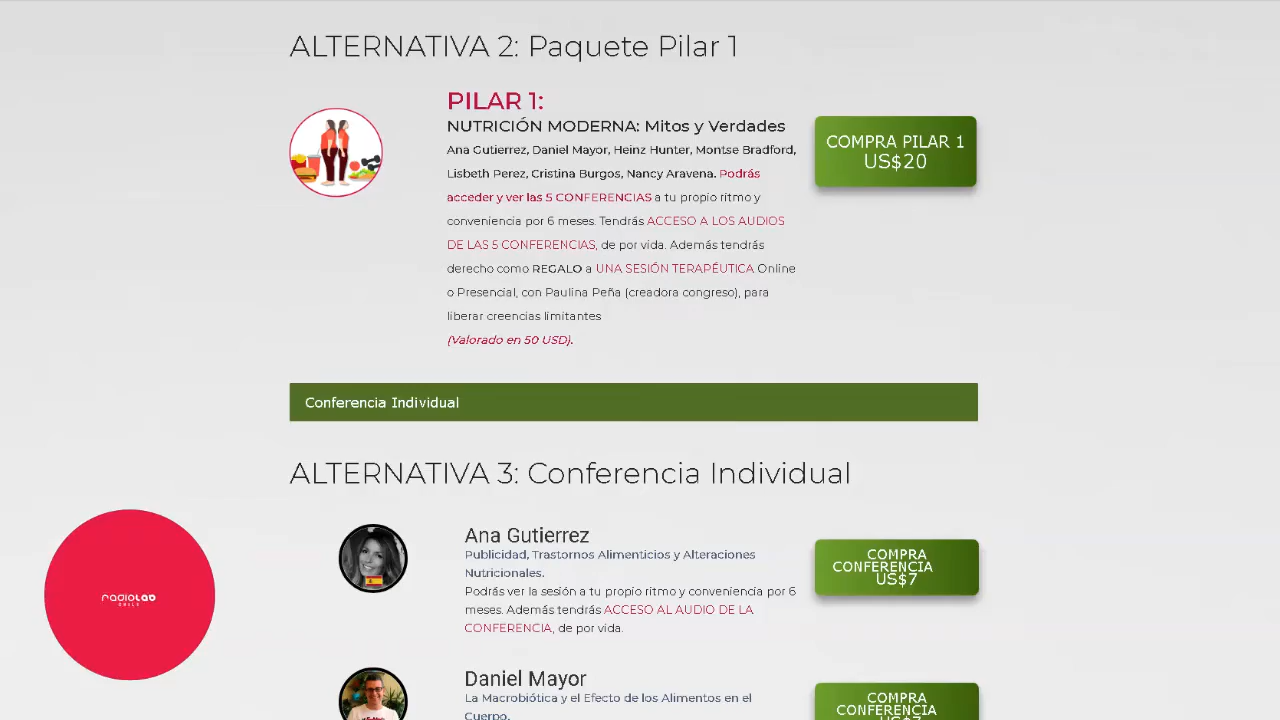 ALTERNATIVA 2: Paquete Pilar 1
PILAR 1:
NUTRICIÓN MODERNA: Mitos y Verdades
Ana Gutierrez, Daniel Mayor, Heinz Hunter, Montse Bradford,
Lisbeth Perez, Cristina Burgos, Nancy Aravena. Podrás
acceder y ver las 5 CONFERENCIAS a tu propio ritmo y
conveniencia por 6 meses. Tendrás ACCESO A LOS AUDIOS
DE LAS 5 CONFERENCIAS, de por vida. Además tendrás
derecho como REGALO a UNA SESIÓN TERAPÉUTICA Online
o Presencial, con Paulina Peña (creadora congreso), para
liberar creencias limitantes
(Valorado en 50 USD).
COMPRA PILAR 1
US$20
Conferencia Individual
ALTERNATIVA 3: Conferencia Individual
Ana Gutierrez
Publicidad, Trastornos Alimenticios y Alteraciones
Nutricionales.
Podrás ver la sesión a tu propio ritmo y conveniencia por 6
meses. Además tendrás ACCESO AL AUDIO DE LA
CONFERENCIA, de por vida.
COMPRA
CONFERENCIA
US$7
radiolab
CHILE
Daniel Mayor
La Macrobiótica y el Efecto de los Alimentos en el
Cuerpo.
COMPRA
CONFERENCIA
US$7